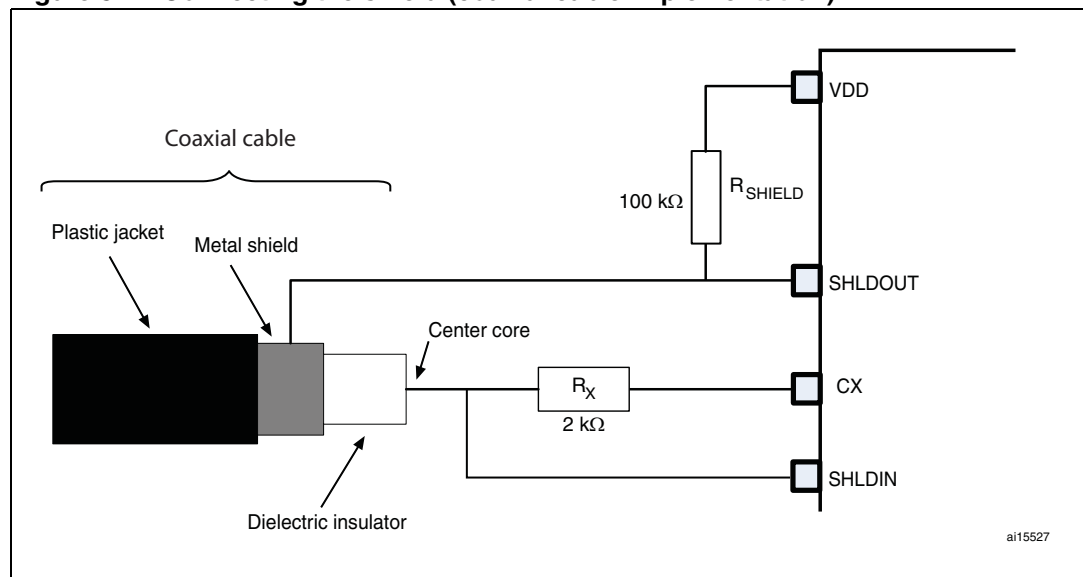 VDD
Coaxial cable
R SHIELD
100 kΩ
Plastic jacket
Metal shield
SHLDOUT
Center core
RX
CX
2 kΩ
SHLDIN
Dielectric insulator
ai15527